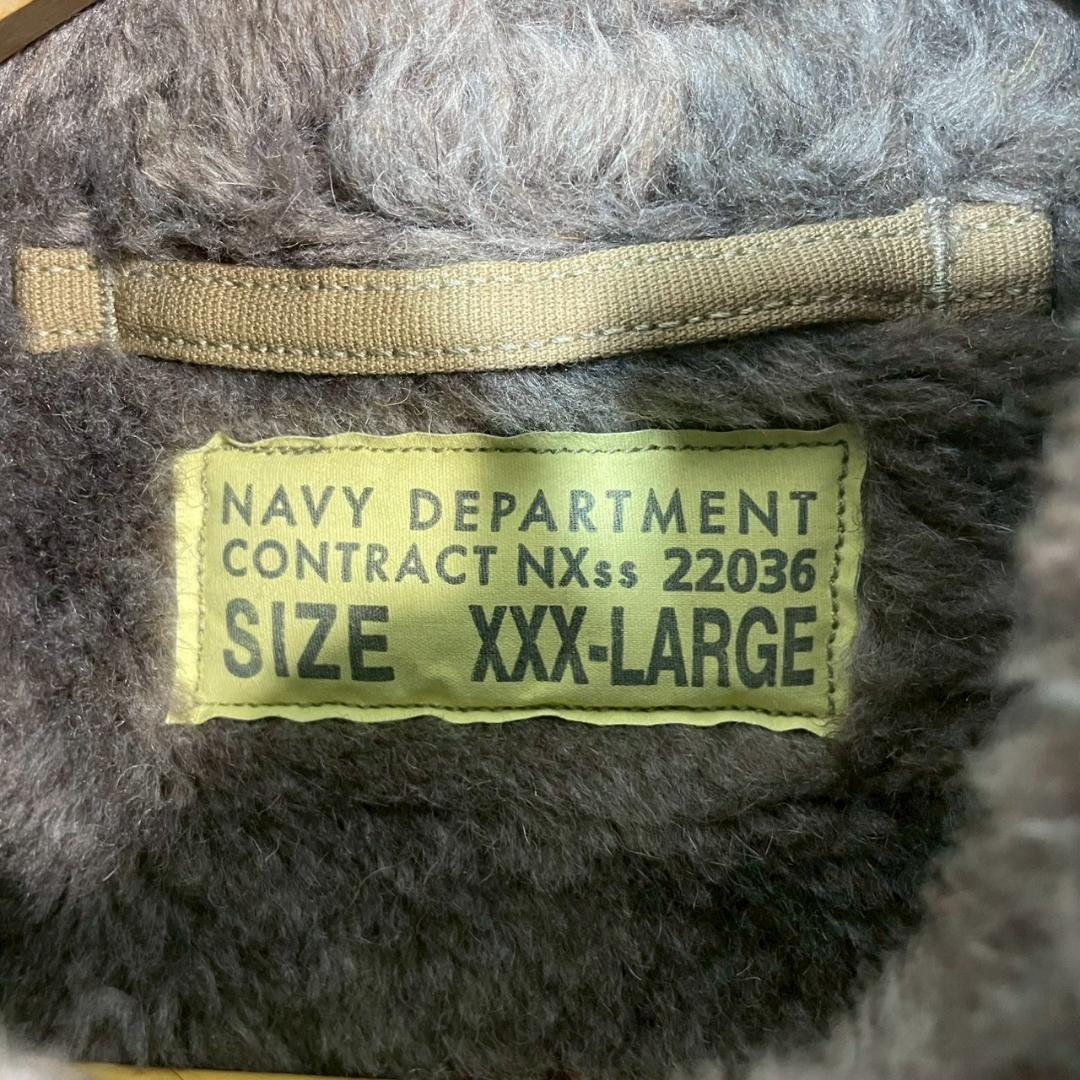 NAVY DEPARTMENT
CONTRACT NXss 22036
SIZE XXX-LARGE